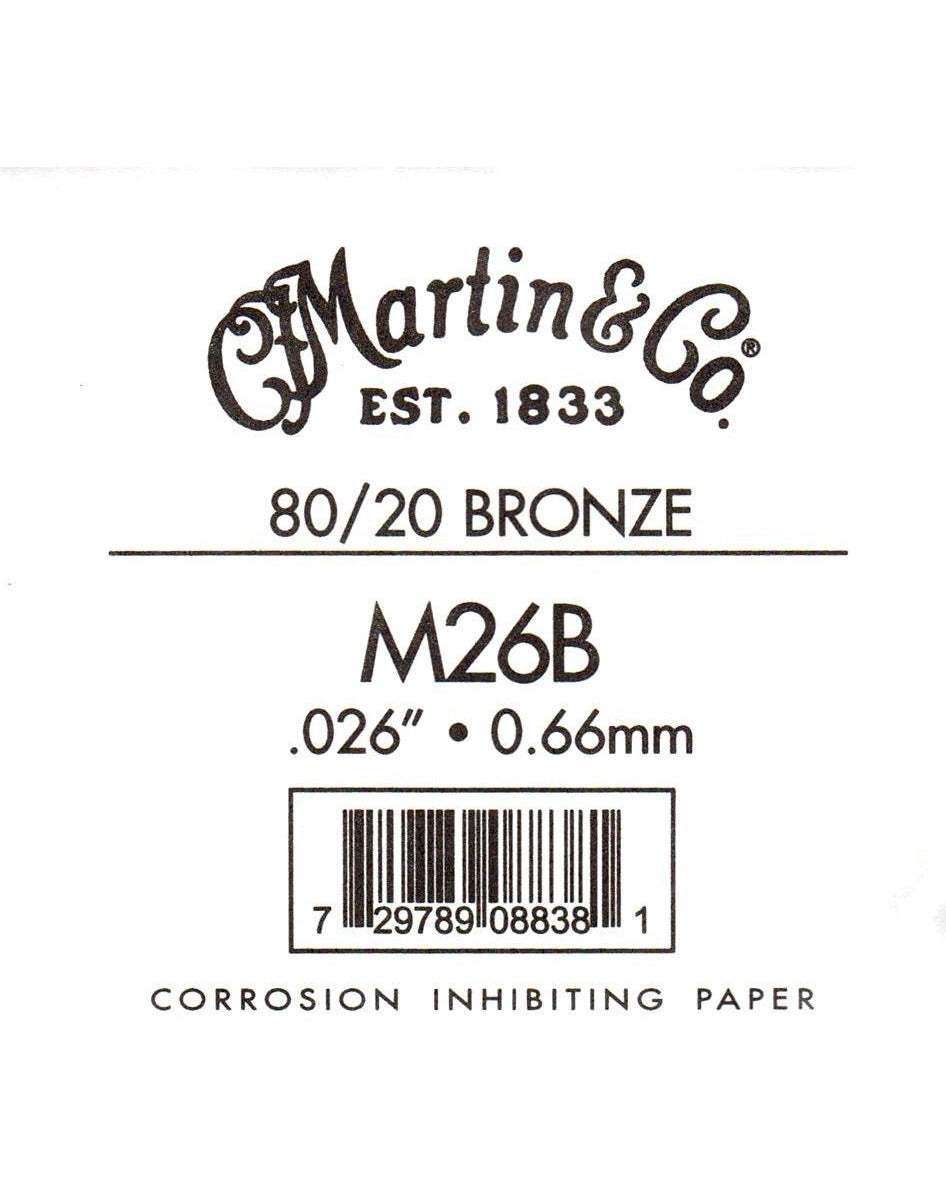 CFMartin & Co®.
EST. 1833
80/20 BRONZE
M26B
.026” • 0.66mm
7 29789 08838 1
CORROSION INHIBITING PAPER